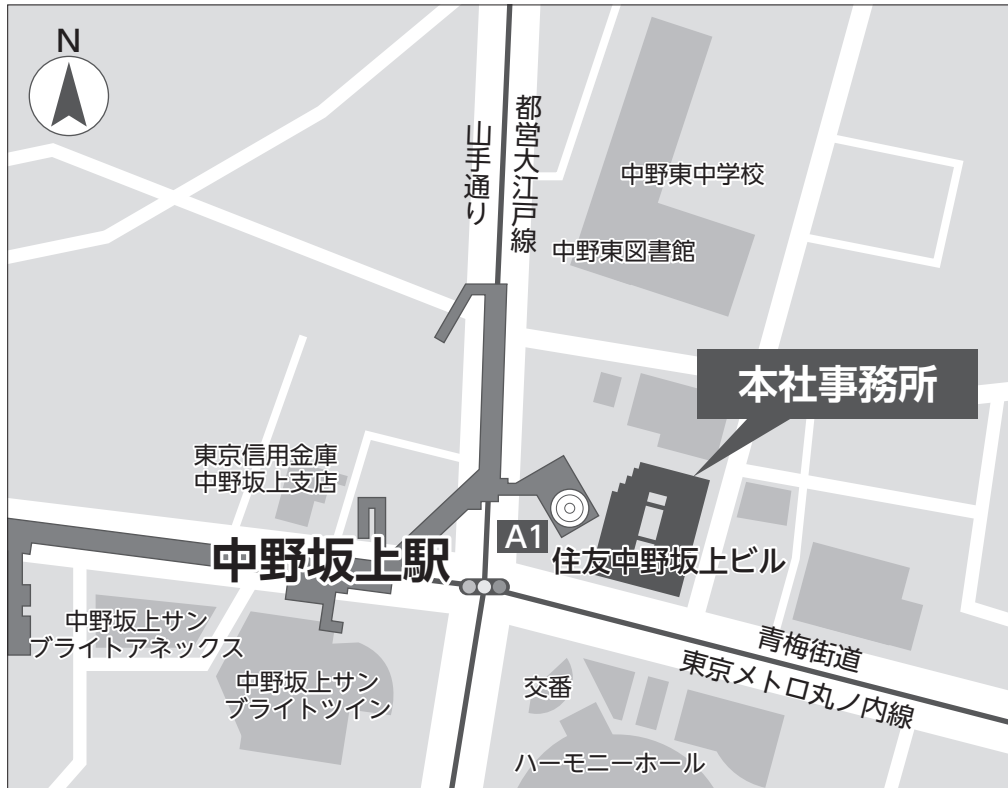 N
山手通り
都営大江戸線
中野東中学校
中野東図書館
本社事務所
東京信用金庫
中野坂上支店
A1
中野坂上駅
住友中野坂上ビル
中野坂上サン
ブライトアネックス
中野坂上サン
ブライトツイン
青梅街道
東京メトロ丸ノ内線
交番
ハーモニーホール